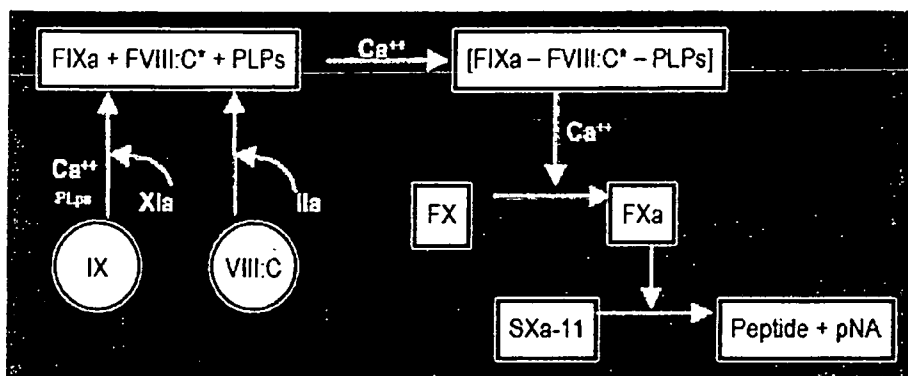 FIXa + FVIII:C* + PLPs
Ca⁺⁺
[FIXa – FVIII:C* – PLPs]
Ca⁺⁺
Ca⁺⁺
PLps
XIa
IIa
FX
FXa
IX
VIII:C
SXa-11
Peptide + pNA